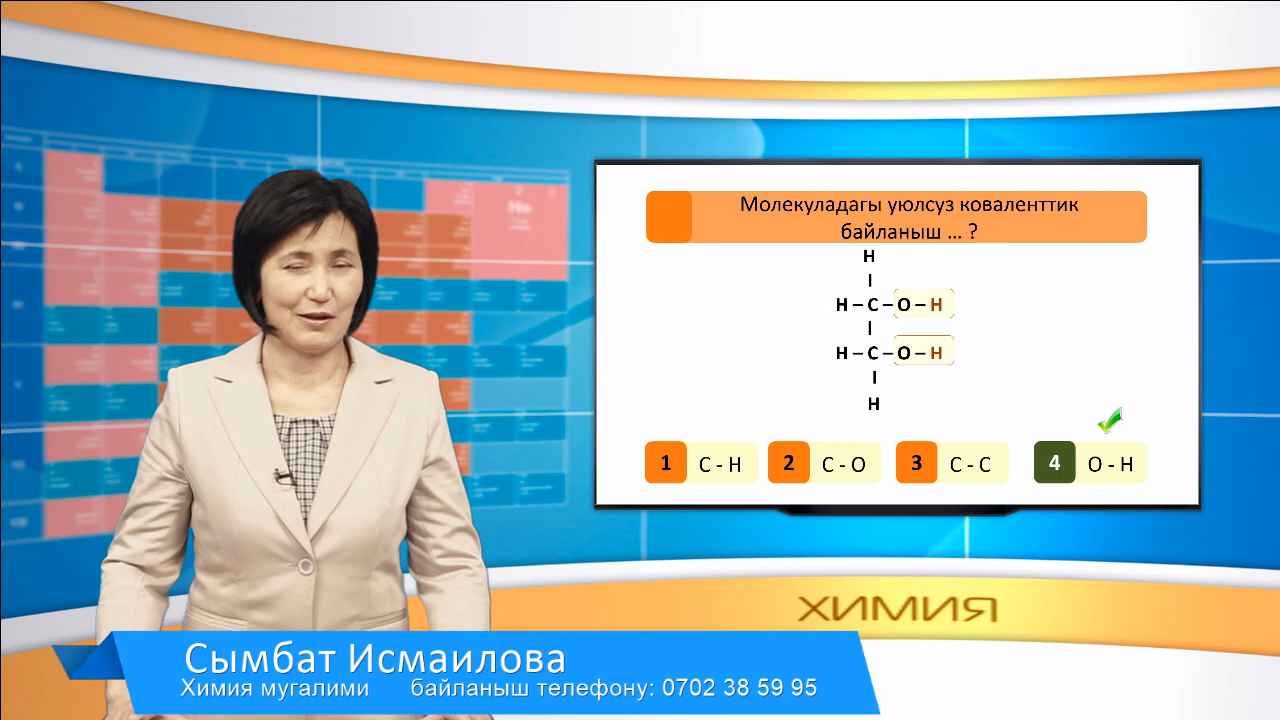 He
Молекуладагы уюлсуз коваленттик
байланыш ... ?
H
I
H – C – O – H
I
H – C – O – H
I
H
1 C - H 2 C - O 3 C - C 4 O - H
ХИМИЯ
Сымбат Исмаилова
Химия мугалими байланыш телефону: 0702 38 59 95